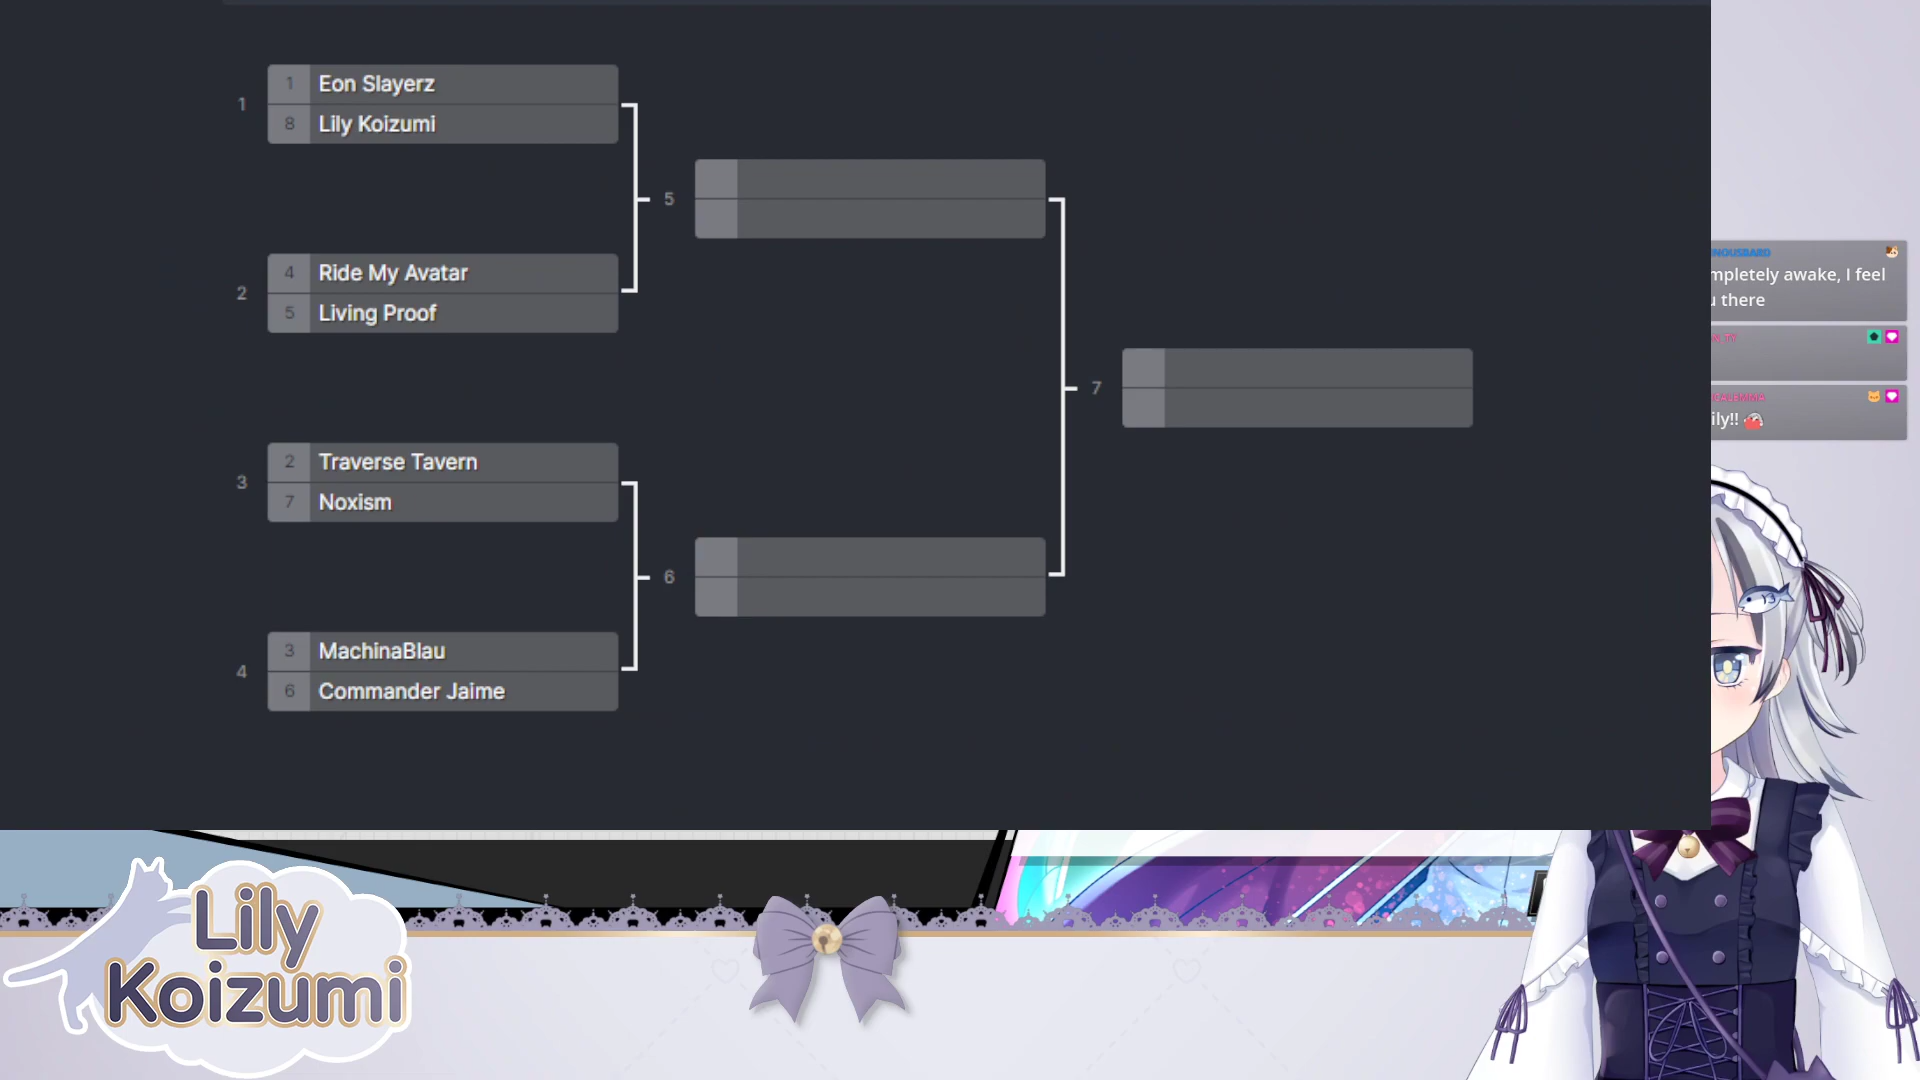 1
1 Eon Slayerz
8 Lily Koizumi
2
4 Ride My Avatar
5 Living Proof
3
2 Traverse Tavern
7 Noxism
4
3 MachinaBlau
6 Commander Jaime
5
6
7
mpletely awake, I feel
there
ily!!
Lily
Koizumi